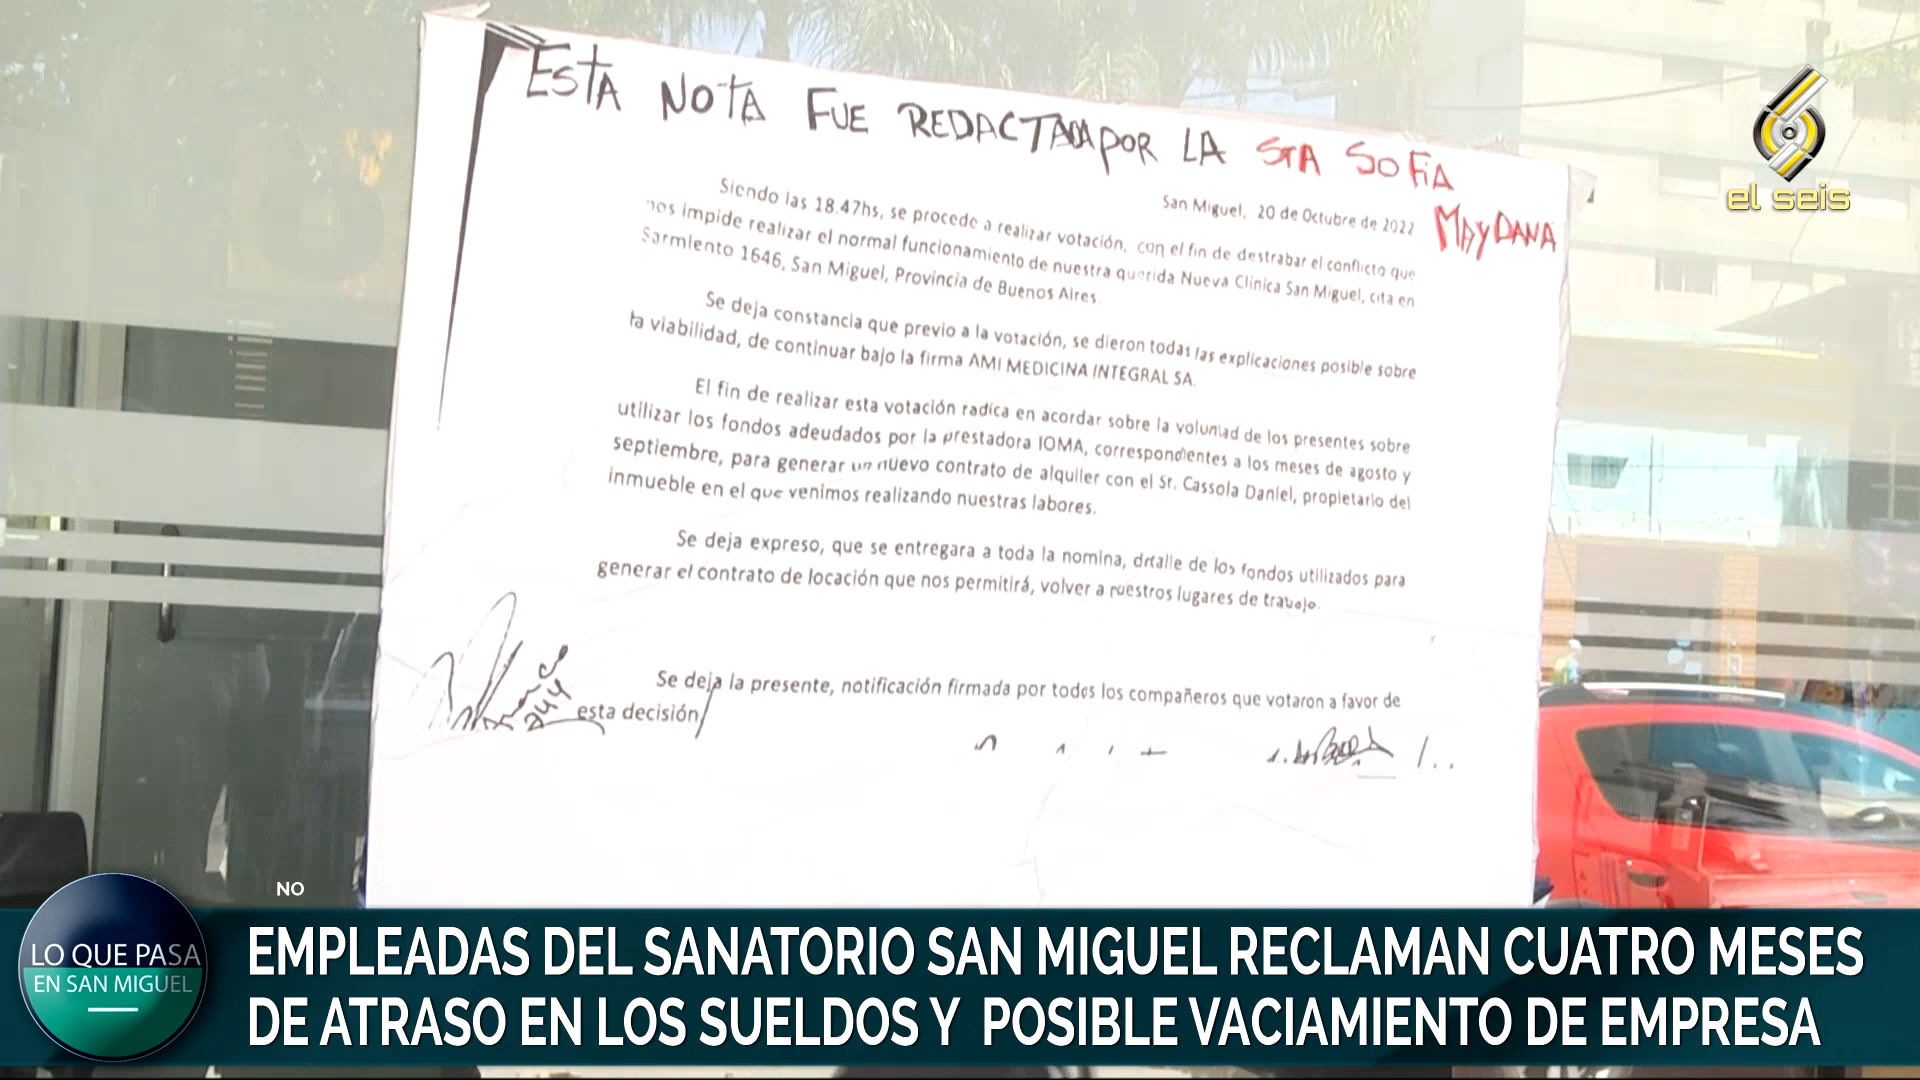 ESTA NOTA FUE REDACTADA POR LA STA SOFIA
MAYDANA
el seis
San Miguel, 20 de Octubre de 2022
Siendo las 18.47hs, se procede a realizar votación, con el fin de destrabar el conflicto que
nos impide realizar el normal funcionamiento de nuestra querida Nueva Clínica San Miguel, cita en
Sarmiento 1646, San Miguel, Provincia de Buenos Aires.
Se deja constancia que previo a la votación, se dieron todas las explicaciones posible sobre
la viabilidad, de continuar bajo la firma AMI MEDICINA INTEGRAL SA.
El fin de realizar esta votación radica en acordar sobre la voluntad de los presentes sobre
utilizar los fondos adeudados por la prestadora IOMA, correspondientes a los meses de agosto y
septiembre, para generar un nuevo contrato de alquiler con el Sr. Cassola Daniel, propietario del
inmueble en el que venimos realizando nuestras labores.
Se deja expreso, que se entregara a toda la nomina, detalle de los fondos utilizados para
generar el contrato de locación que nos permitirá, volver a nuestros lugares de trabajo.
Se deja la presente, notificación firmada por todos los compañeros que votaron a favor de
esta decisión
NO
LO QUE PASA
EN SAN MIGUEL
EMPLEADAS DEL SANATORIO SAN MIGUEL RECLAMAN CUATRO MESES
DE ATRASO EN LOS SUELDOS Y POSIBLE VACIAMIENTO DE EMPRESA